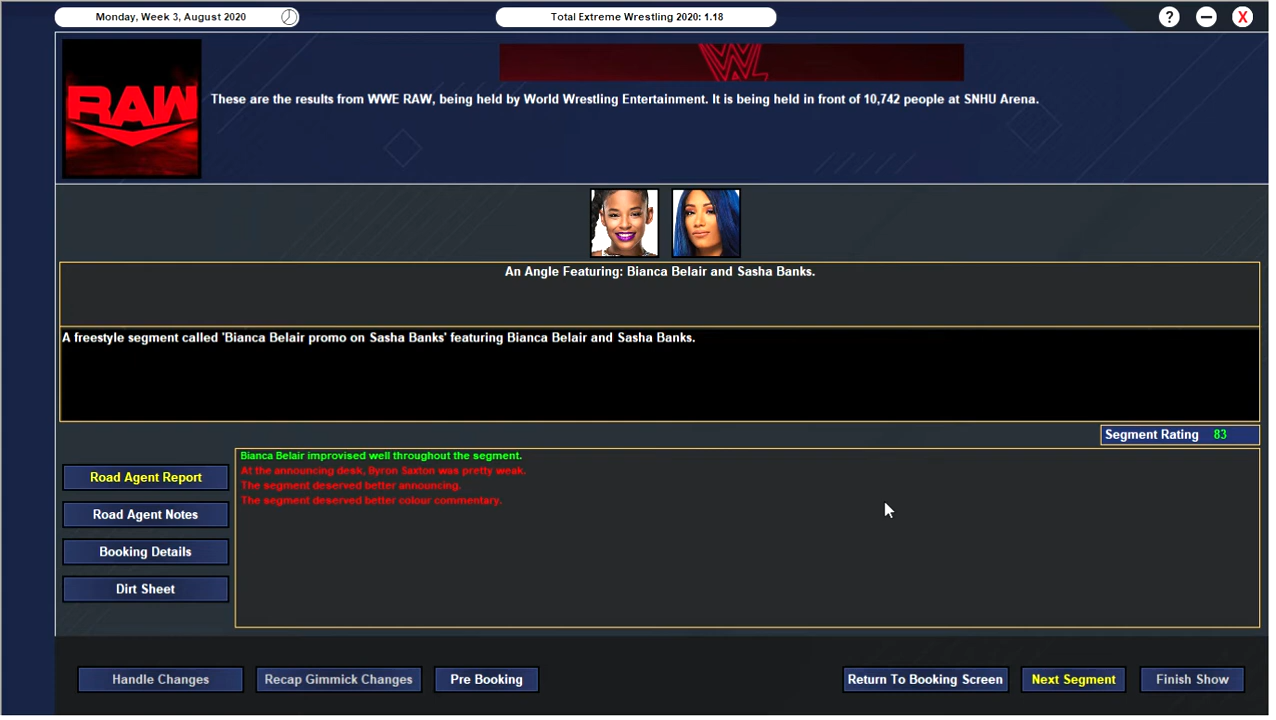 Monday, Week 3, August 2020
Total Extreme Wrestling 2020: 1.18
?
X
RAW
These are the results from WWE RAW, being held by World Wrestling Entertainment. It is being held in front of 10,742 people at SNHU Arena.
An Angle Featuring: Bianca Belair and Sasha Banks.
A freestyle segment called 'Bianca Belair promo on Sasha Banks' featuring Bianca Belair and Sasha Banks.
Segment Rating 83
Road Agent Report
Road Agent Notes
Booking Details
Dirt Sheet
Bianca Belair improvised well throughout the segment.
At the announcing desk, Byron Saxton was pretty weak.
The segment deserved better announcing.
The segment deserved better colour commentary.
Handle Changes
Recap Gimmick Changes
Pre Booking
Return To Booking Screen
Next Segment
Finish Show